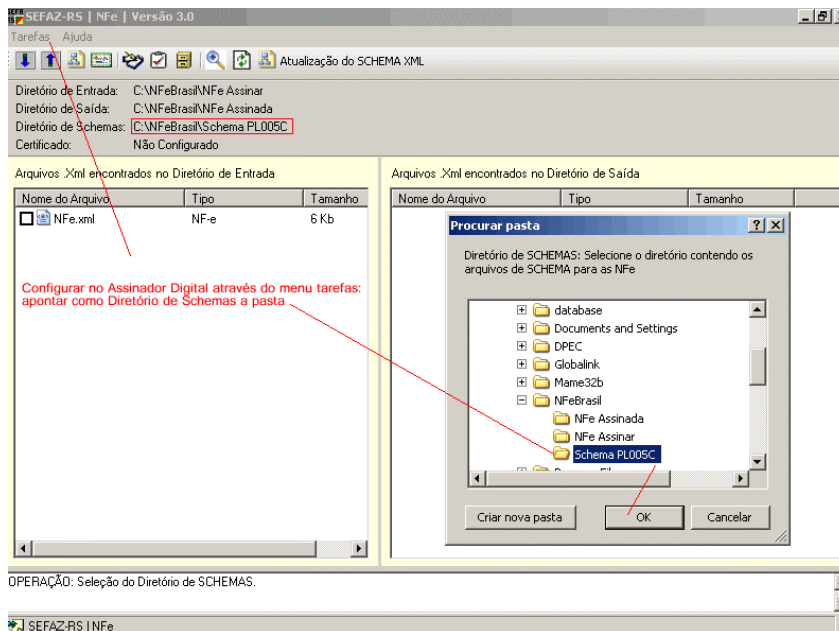 SEFAZ-RS | NFe | Versão 3.0
Tarefas Ajuda
Atualização do SCHEMA XML
Diretório de Entrada: C:\NFeBrasil\NFe Assinar
Diretório de Saída: C:\NFeBrasil\NFe Assinada
Diretório de Schemas: C:\NFeBrasil\Schema PL005C
Certificado: Não Configurado
Arquivos .Xml encontrados no Diretório de Entrada
Nome do Arquivo Tipo Tamanho
NFe.xml NF-e 6 Kb
Configurar no Assinador Digital através do menu tarefas:
apontar como Diretório de Schemas a pasta
Arquivos .Xml encontrados no Diretório de Saída
Nome do Arquivo Tipo Tamanho
Procurar pasta
Diretório de SCHEMAS: Selecione o diretório contendo os
arquivos de SCHEMA para as NFe
database
Documents and Settings
DPEC
Globalink
Mame32b
NFeBrasil
NFe Assinada
NFe Assinar
Schema PL005C
Criar nova pasta OK Cancelar
OPERAÇÃO: Seleção do Diretório de SCHEMAS.
SEFAZ-RS | NFe